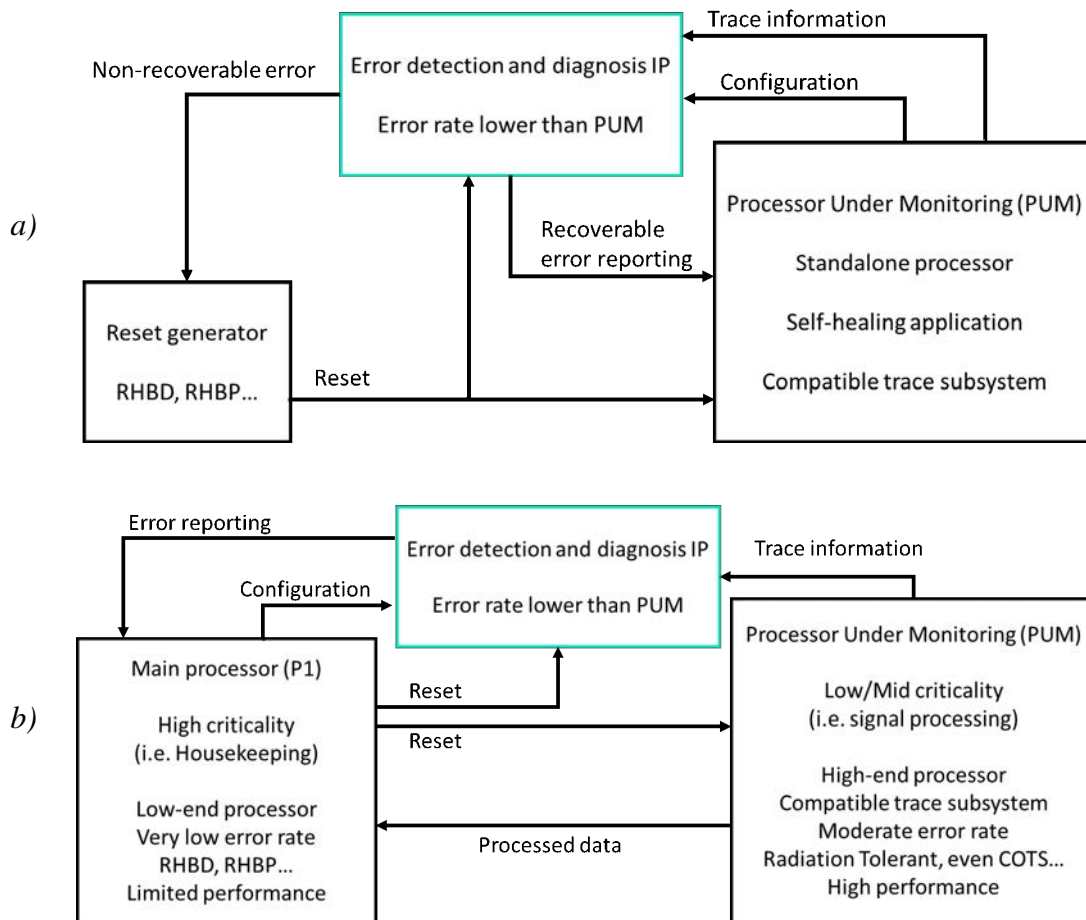 Trace information
Non-recoverable error
Error detection and diagnosis IP
Configuration
Error rate lower than PUM
a)
Processor Under Monitoring (PUM)
Recoverable
error reporting
Standalone processor
Self-healing application
Compatible trace subsystem
Reset generator
RHBD, RHBP...
Reset
Error reporting
Error detection and diagnosis IP
Trace information
Configuration
Error rate lower than PUM
b)
Main processor (P1)
High criticality
(i.e. Housekeeping)
Low-end processor
Very low error rate
RHBD, RHBP...
Limited performance
Reset
Reset
Processed data
Processor Under Monitoring (PUM)
Low/Mid criticality
(i.e. signal processing)
High-end processor
Compatible trace subsystem
Moderate error rate
Radiation Tolerant, even COTS...
High performance